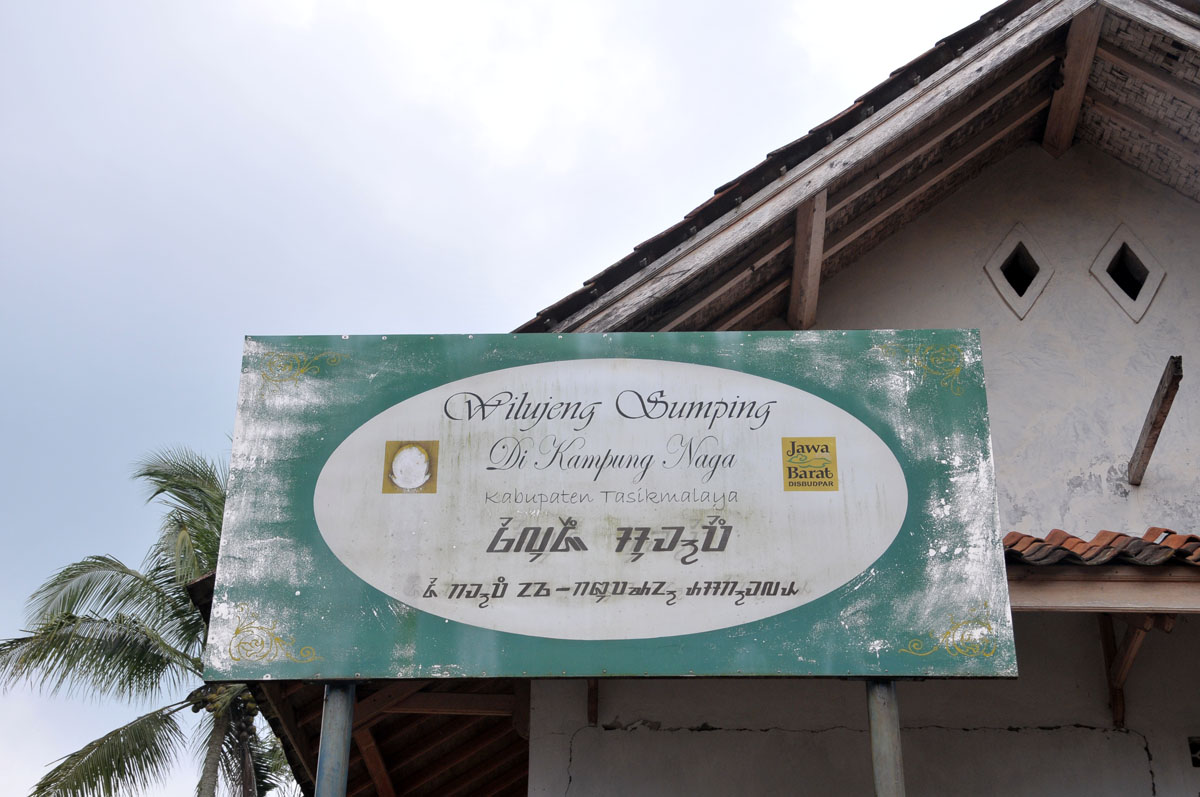 Wilujeng Sumping
Di Kampung Naga
Kabupaten Tasikmalaya
Jawa
Barat
DISBUDPAR
ᮝᮤᮜᮥᮏᮨᮀ ᮞᮥᮙ᮪ᮕᮤᮀ